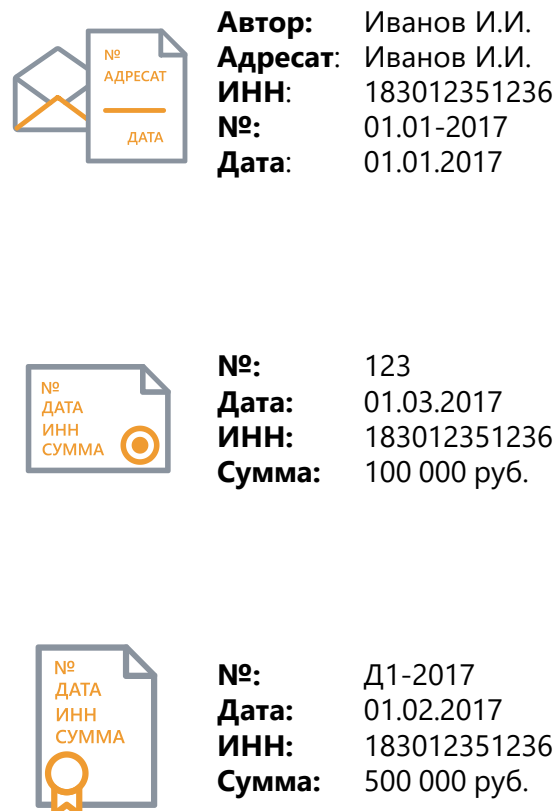 №
АДРЕСАТ
ДАТА
Автор: Иванов И.И.
Адресат: Иванов И.И.
ИНН: 183012351236
№: 01.01-2017
Дата: 01.01.2017
№
ДАТА
ИНН
СУММА
№: 123
Дата: 01.03.2017
ИНН: 183012351236
Сумма: 100 000 руб.
№
ДАТА
ИНН
СУММА
№: Д1-2017
Дата: 01.02.2017
ИНН: 183012351236
Сумма: 500 000 руб.